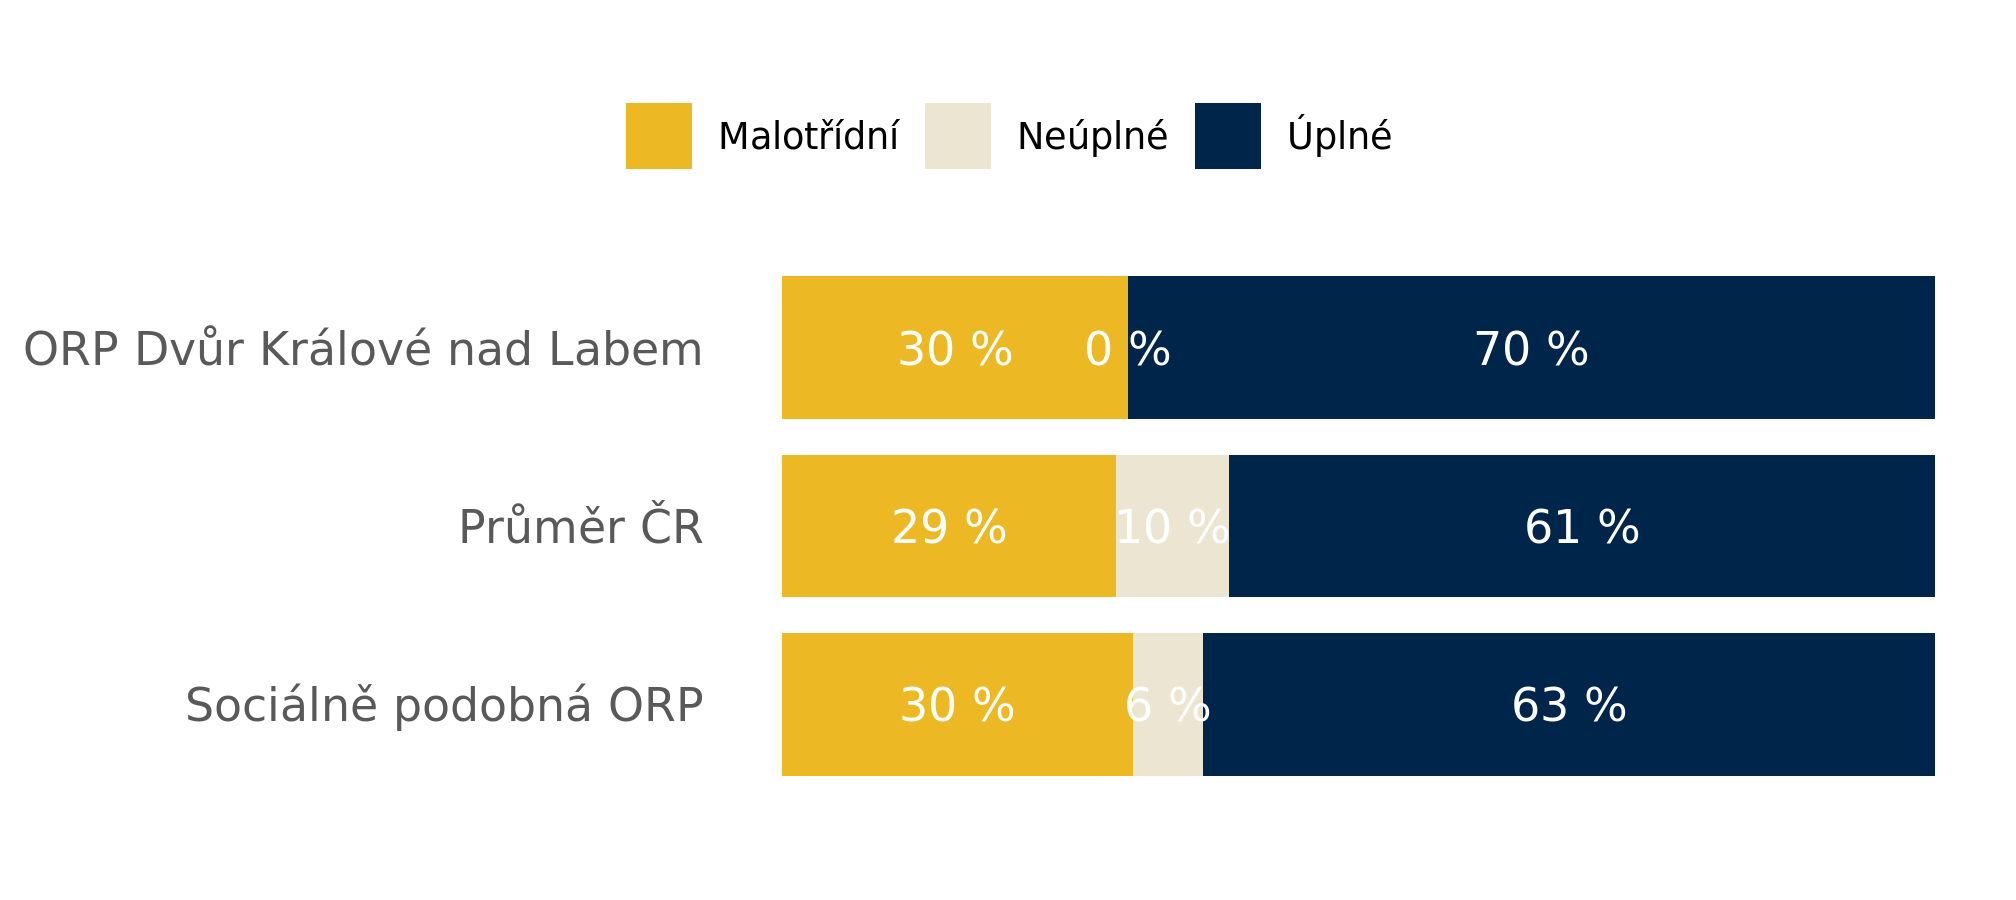 Malotřídní Neúplné Úplné
ORP Dvůr Králové nad Labem 30 % 0 % 70 %
Průměr ČR 29 % 10 % 61 %
Sociálně podobná ORP 30 % 6 % 63 %